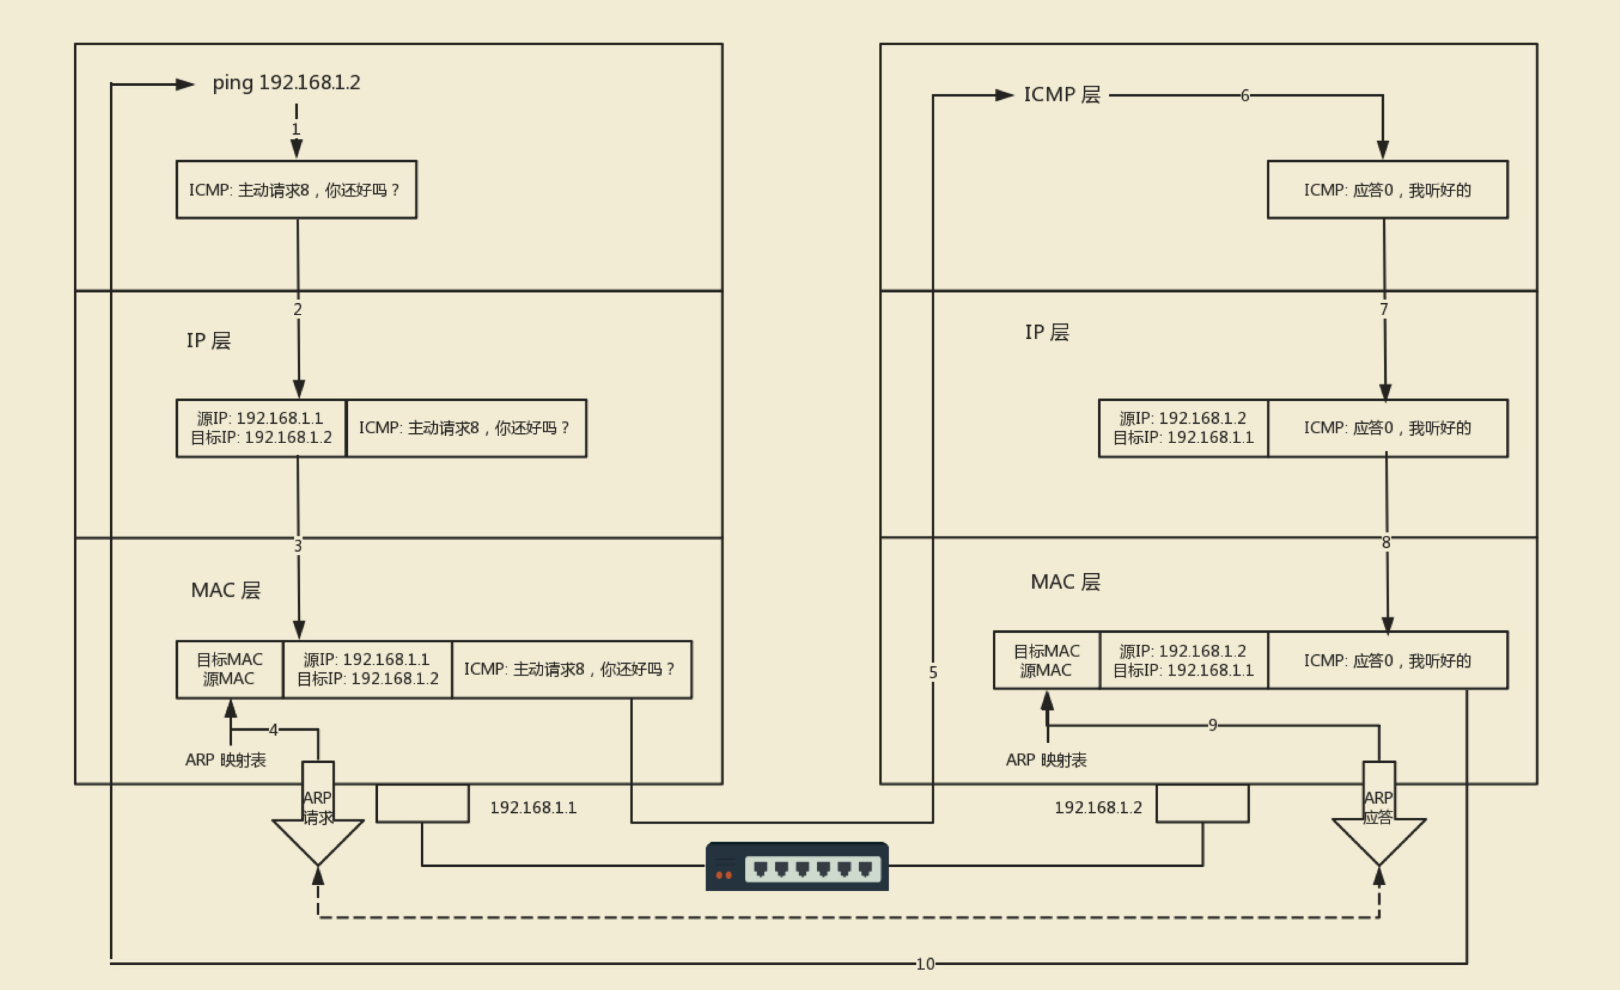 ping 192.168.1.2
1
ICMP: 主动请求8，你还好吗？
2
IP 层
源IP: 192.168.1.1
目标IP: 192.168.1.2
ICMP: 主动请求8，你还好吗？
3
MAC 层
目标MAC
源MAC
源IP: 192.168.1.1
目标IP: 192.168.1.2
ICMP: 主动请求8，你还好吗？
4
ARP 映射表
ARP
请求
192.168.1.1
ICMP 层
6
ICMP: 应答0，我听好的
7
IP 层
源IP: 192.168.1.2
目标IP: 192.168.1.1
ICMP: 应答0，我听好的
8
MAC 层
目标MAC
源MAC
源IP: 192.168.1.2
目标IP: 192.168.1.1
ICMP: 应答0，我听好的
5
9
ARP 映射表
ARP
应答
192.168.1.2
10